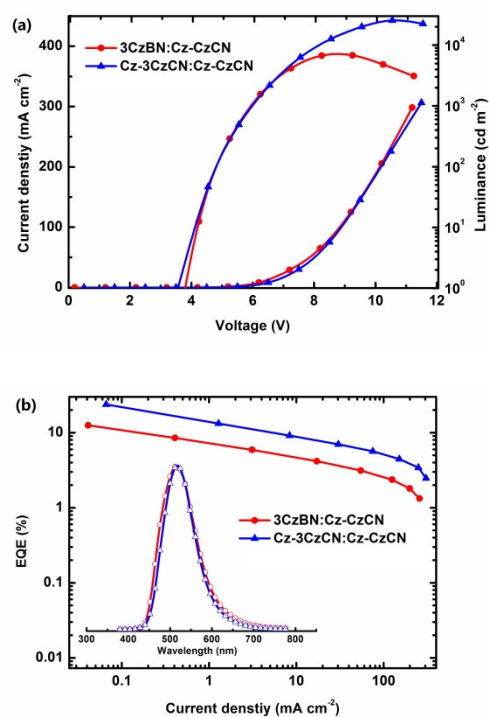 (a)
3CzBN:Cz-CzCN
Cz-3CzCN:Cz-CzCN
Current denstiy (mA cm-2)
400
300
200
100
0
Luminance (cd m-2)
10^4
10^3
10^2
10^1
10^0
0 2 4 6 8 10 12
Voltage (V)
(b)
EQE (%)
10
1
0.1
0.01
3CzBN:Cz-CzCN
Cz-3CzCN:Cz-CzCN
300 400 500 600 700 800
Wavelength (nm)
0.1 1 10 100
Current denstiy (mA cm-2)